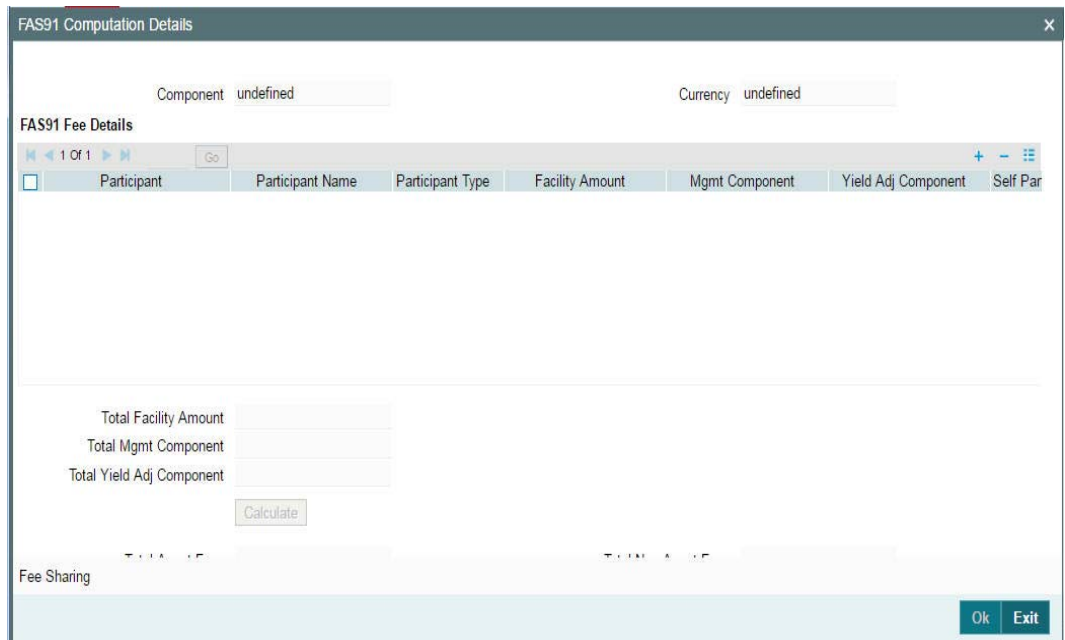 FAS91 Computation Details X
Component undefined Currency undefined
FAS91 Fee Details
1 Of 1 Go
Participant Participant Name Participant Type Facility Amount Mgmt Component Yield Adj Component Self Par
Total Facility Amount
Total Mgmt Component
Total Yield Adj Component
Calculate
Fee Sharing
Ok Exit